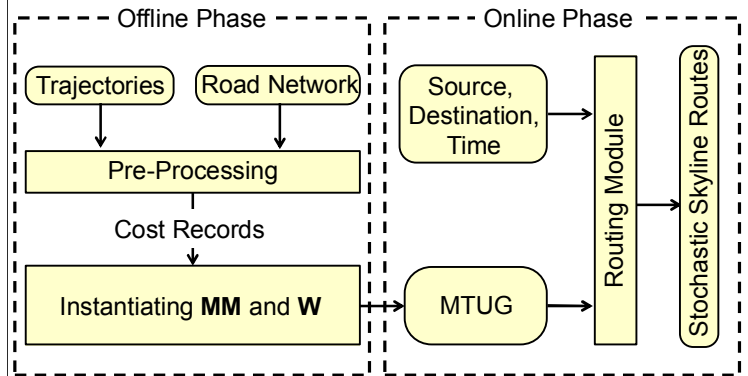 Offline Phase
Online Phase
Trajectories
Road Network
Pre-Processing
Cost Records
Instantiating MM and W
Source,
Destination,
Time
MTUG
Routing Module
Stochastic Skyline Routes